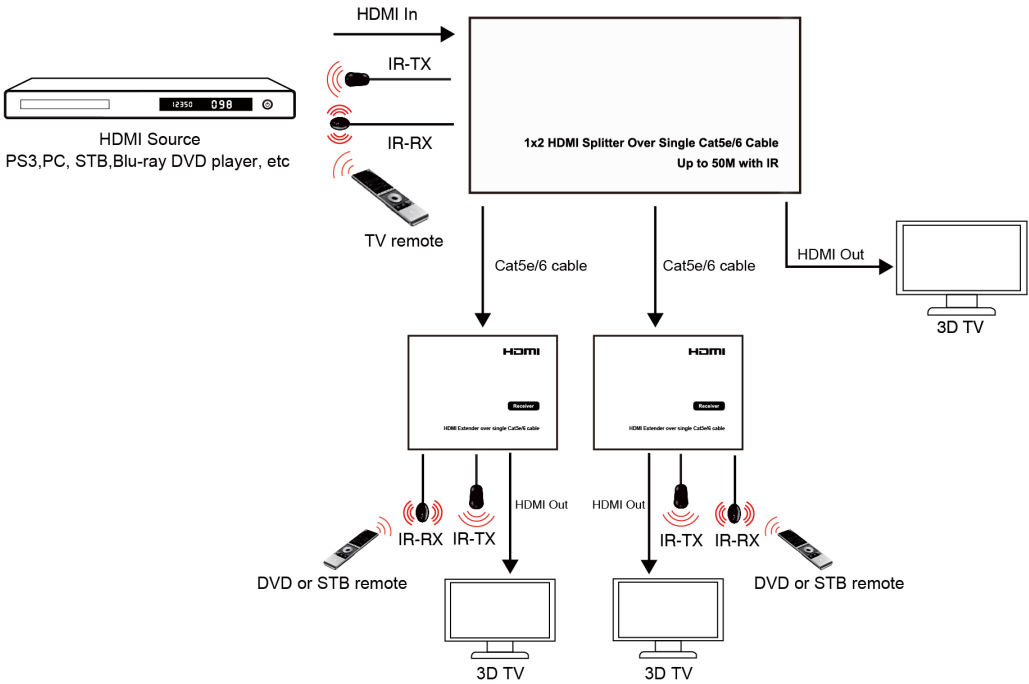 HDMI In
IR-TX
12350 098
HDMI Source
PS3,PC, STB,Blu-ray DVD player, etc
IR-RX
1x2 HDMI Splitter Over Single Cat5e/6 Cable
Up to 50M with IR
TV remote
Cat5e/6 cable
Cat5e/6 cable
HDMI Out
3D TV
HDMI
Receiver
HDMI Extender over single Cat5e/6 cable
HDMI
Receiver
HDMI Extender over single Cat5e/6 cable
HDMI Out
HDMI Out
IR-RX
IR-TX
IR-TX
IR-RX
DVD or STB remote
DVD or STB remote
3D TV
3D TV